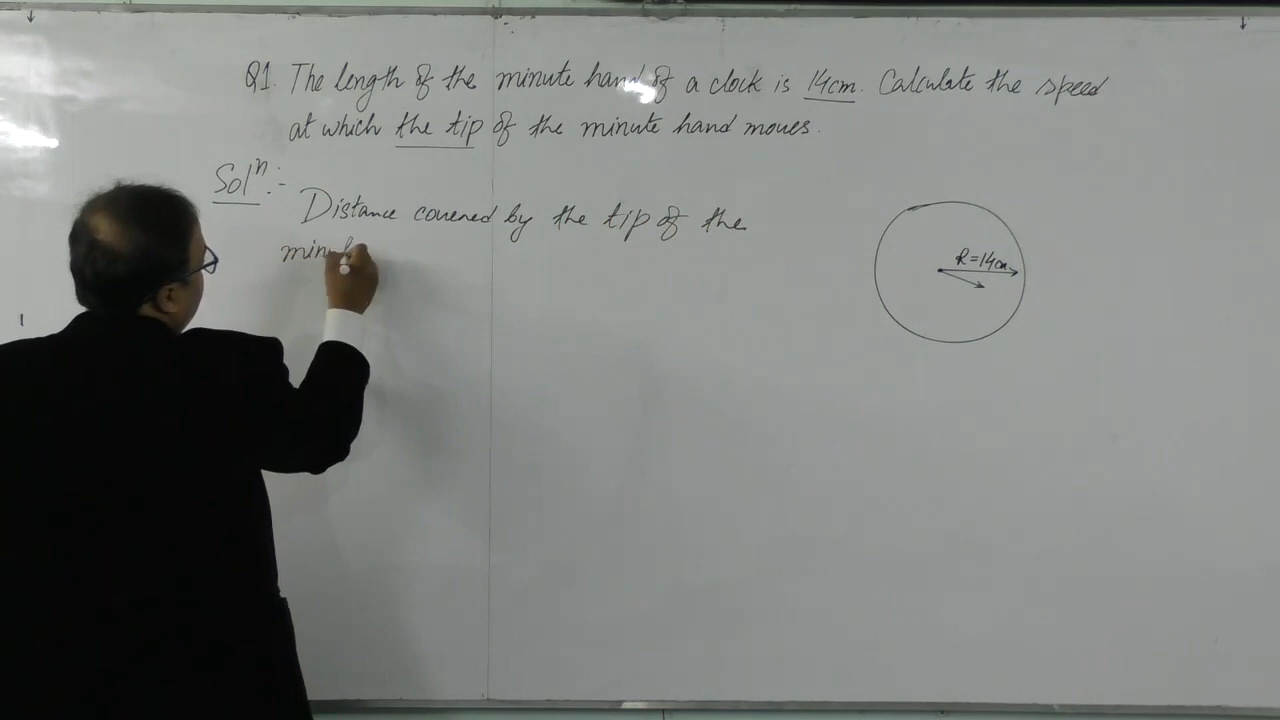 Q1. The length of the minute hand of a clock is 14cm. Calculate the speed
at which the tip of the minute hand moves.
Solⁿ:-
Distance covered by the tip of the
R=14cm